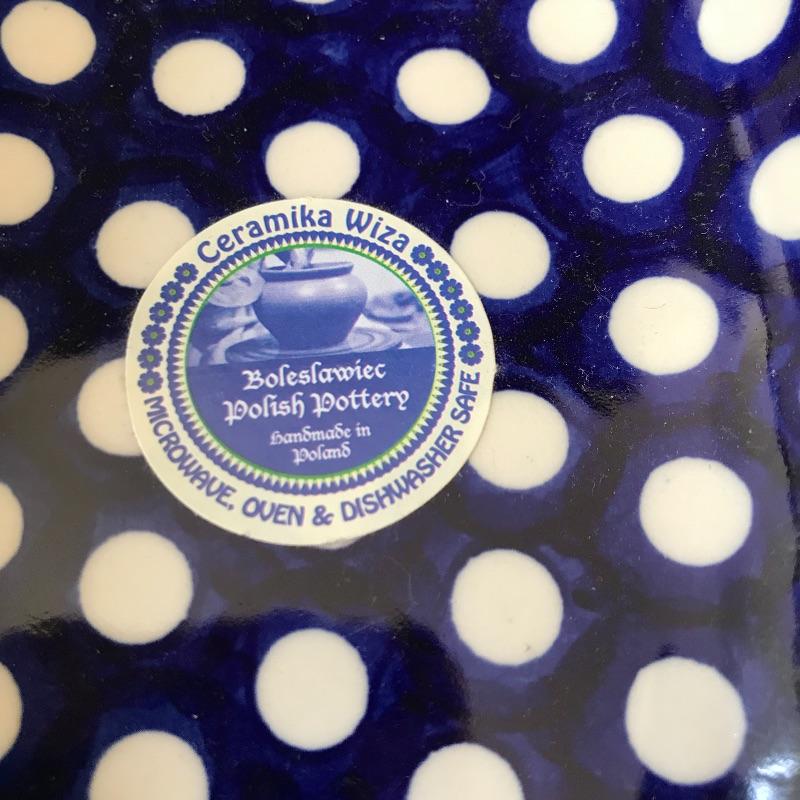 Ceramika Wiza
Boleslawiec
Polish Pottery
Handmade in
Poland
MICROWAVE, OVEN & DISHWASHER SAFE